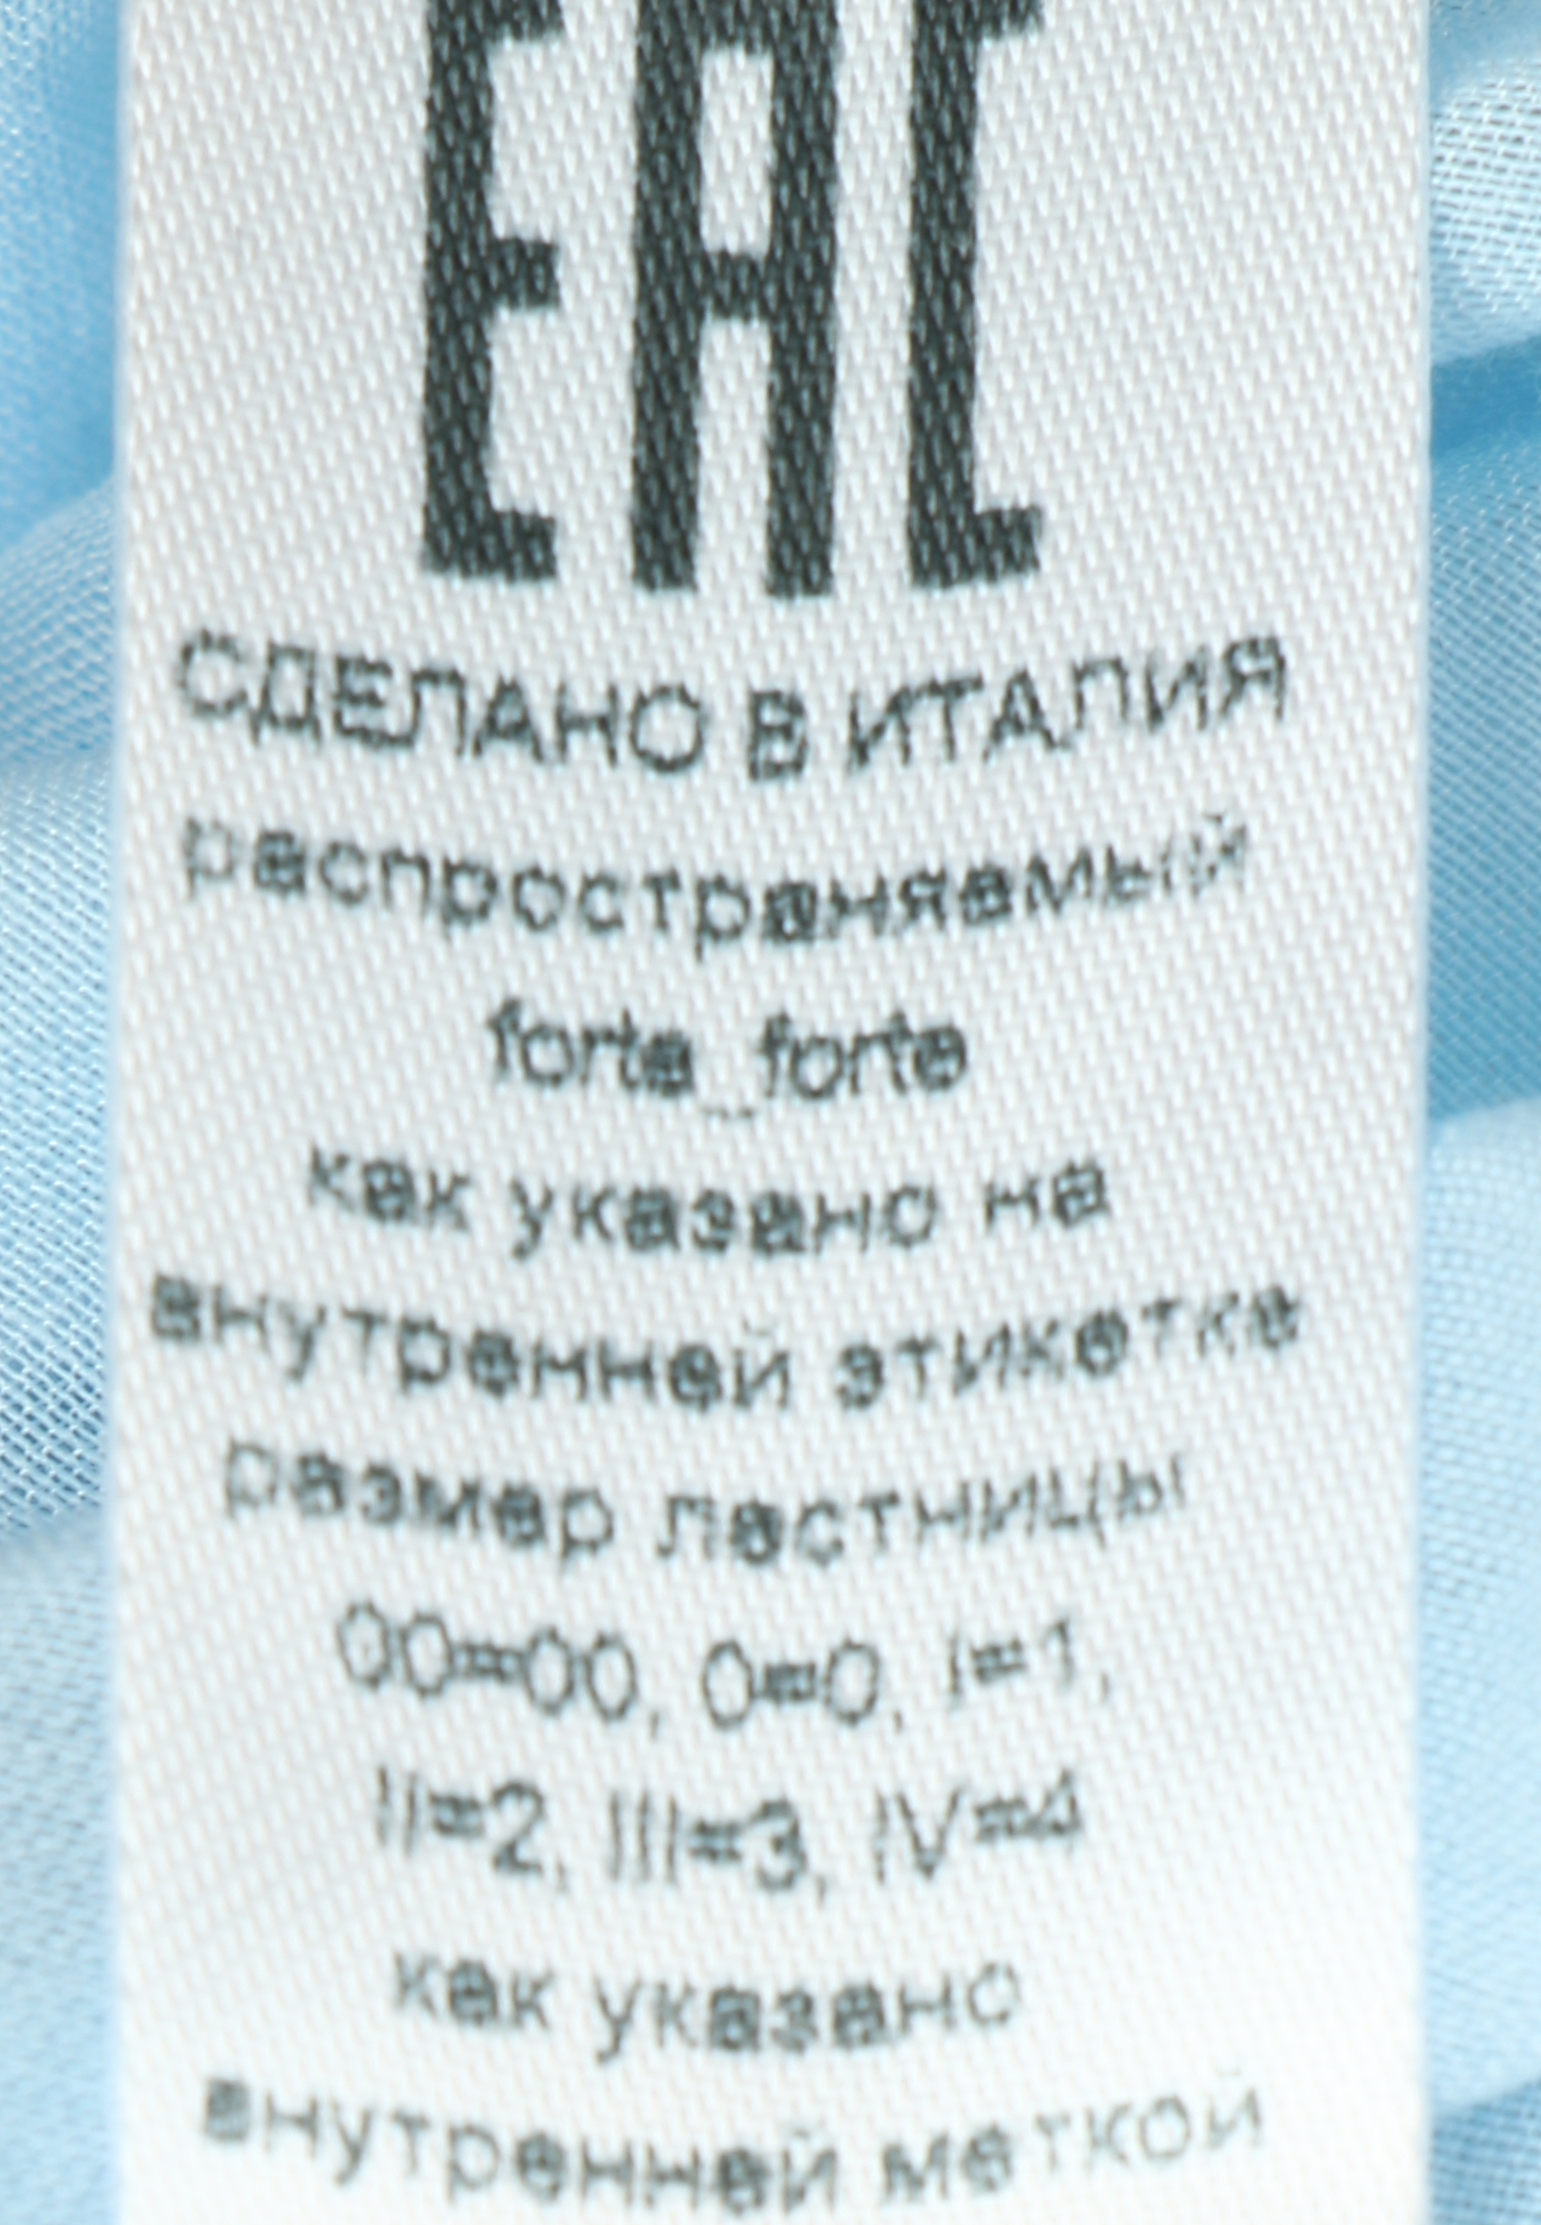 EAC
СДЕЛАНО В ИТАЛИЯ
распространяемый
forte_forte
как указано на
внутренней этикетке
размер лестницы
00=00, 0=0, I=1,
II=2, III=3, IV=4
как указано
внутренней меткой